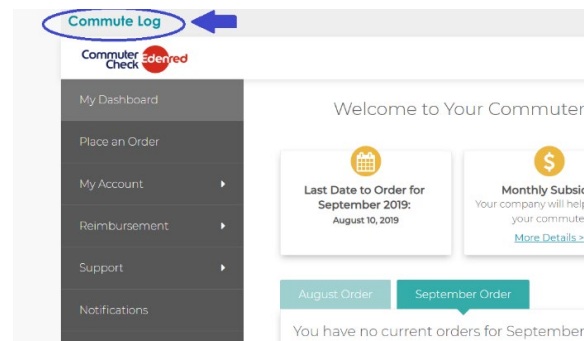 Commute Log
Commuter
Check
Edenred
My Dashboard
Place an Order
My Account
Reimbursement
Support
Notifications
Welcome to Your Commuter
Last Date to Order for
September 2019:
August 10, 2019
$
Monthly Subsi
Your company will help
your commute
More Details >
August Order
September Order
You have no current orders for September